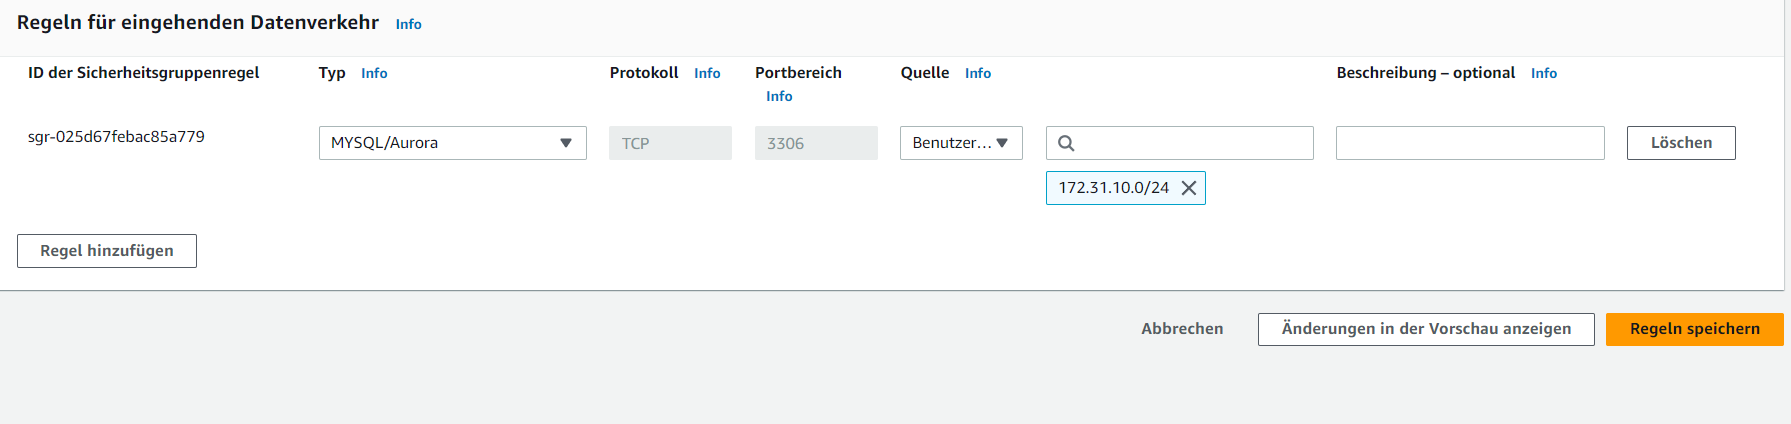 Regeln für eingehenden Datenverkehr Info
ID der Sicherheitsgruppenregel Typ Info Protokoll Info Portbereich Quelle Info Beschreibung – optional Info
Info
sgr-025d67febac85a779 MYSQL/Aurora TCP 3306 Benutzer... Löschen
172.31.10.0/24
Regel hinzufügen
Abbrechen Änderungen in der Vorschau anzeigen Regeln speichern